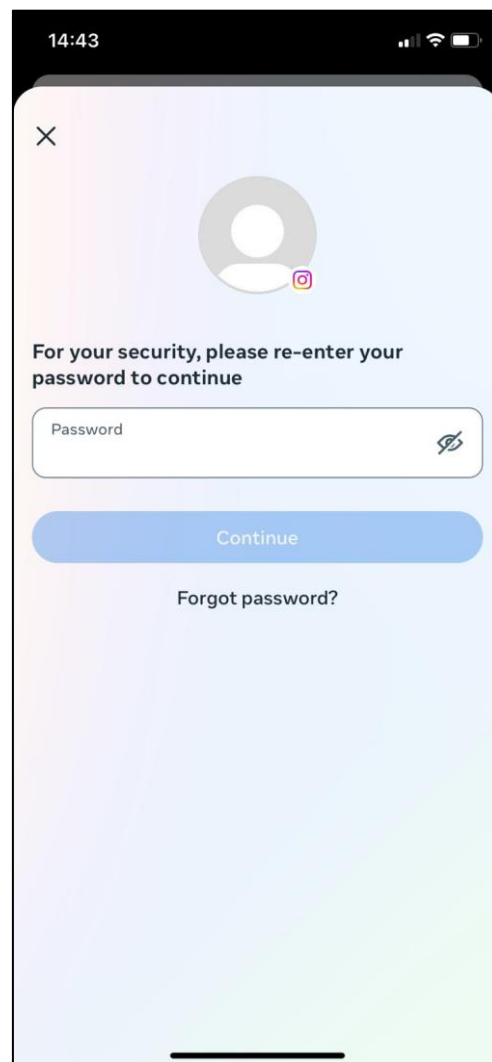 14:43
For your security, please re-enter your
password to continue
Password
Continue
Forgot password?